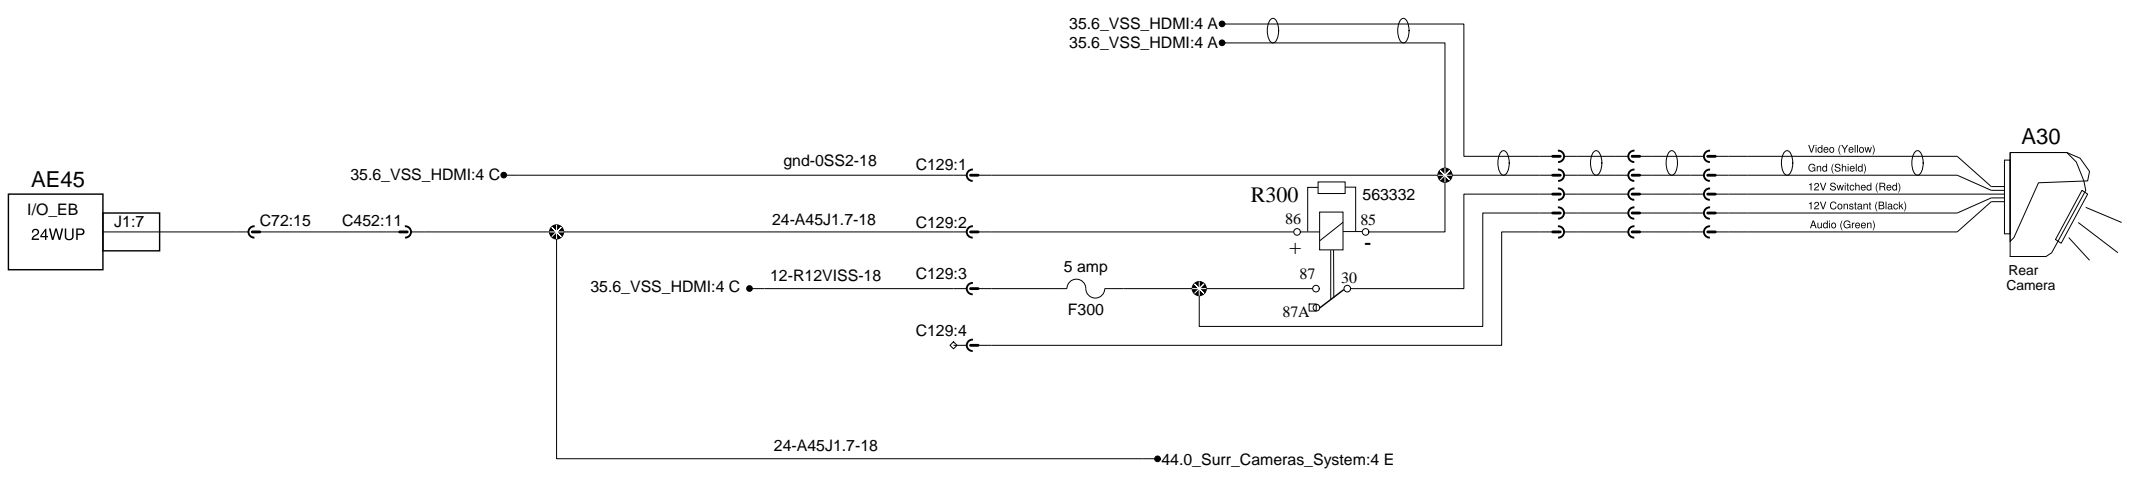 35.6_VSS_HDMI:4 A
35.6_VSS_HDMI:4 A
AE45
I/O_EB
24WUP
J1:7
C72:15
C452:11
35.6_VSS_HDMI:4 C
gnd-0SS2-18
C129:1
24-A45J1.7-18
C129:2
35.6_VSS_HDMI:4 C
12-R12VISS-18
C129:3
5 amp
F300
C129:4
R300
563332
86
85
+
-
87
30
87A
Video (Yellow)
Gnd (Shield)
12V Switched (Red)
12V Constant (Black)
Audio (Green)
A30
Rear
Camera
24-A45J1.7-18
44.0_Surr_Cameras_System:4 E